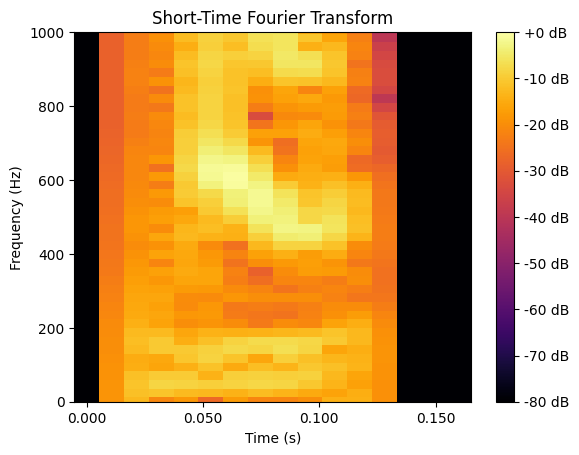 Short-Time Fourier Transform
1000
800
600
400
200
0
Frequency (Hz)
0.000
0.050
0.100
0.150
Time (s)
+0 dB
-10 dB
-20 dB
-30 dB
-40 dB
-50 dB
-60 dB
-70 dB
-80 dB